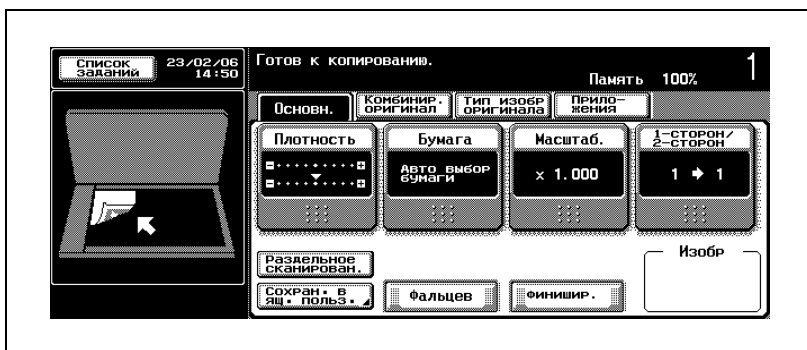 Список
заданий
23/02/06
14:50
Готов к копированию.
Память 100%
1
Основн.
Комбинир.
оригинал
Тип изобр
оригинала
Прило-
жения
Плотность
Бумага
Авто выбор
бумаги
Масштаб.
x 1.000
1-сторон/
2-сторон
1 ➔ 1
Раздельное
сканирован.
Сохран. в
ящ. польз.
Фальцев
Финишир.
Изобр